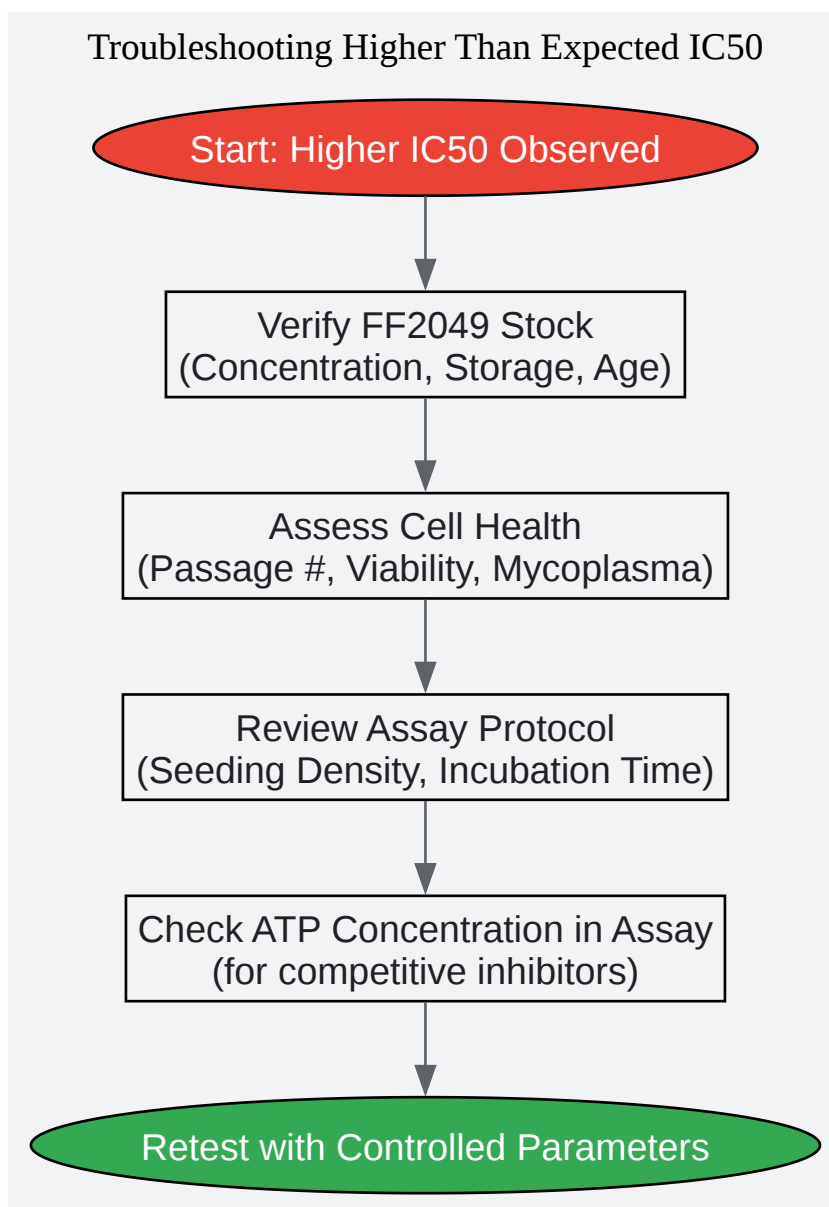 Troubleshooting Higher Than Expected IC50
Start: Higher IC50 Observed
Verify FF2049 Stock
(Concentration, Storage, Age)
Assess Cell Health
(Passage #, Viability, Mycoplasma)
Review Assay Protocol
(Seeding Density, Incubation Time)
Check ATP Concentration in Assay
(for competitive inhibitors)
Retest with Controlled Parameters